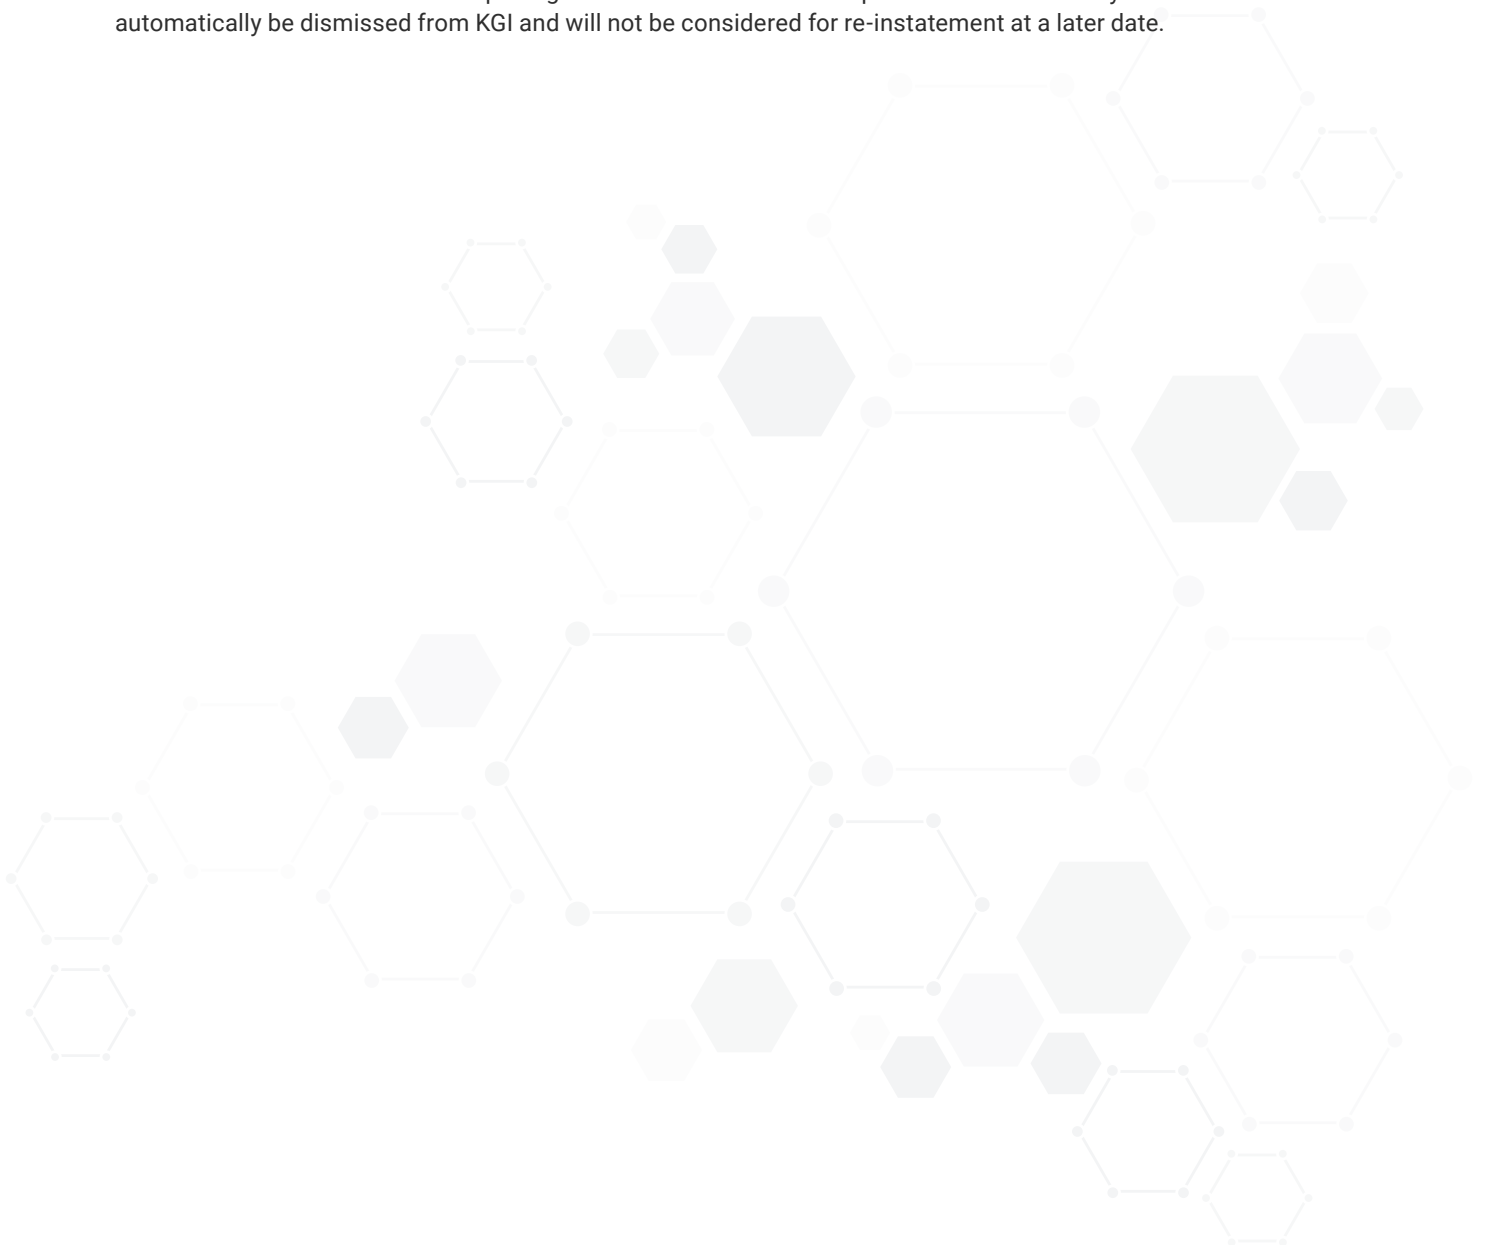 automatically be dismissed from KGI and will not be considered for re-instatement at a later date.